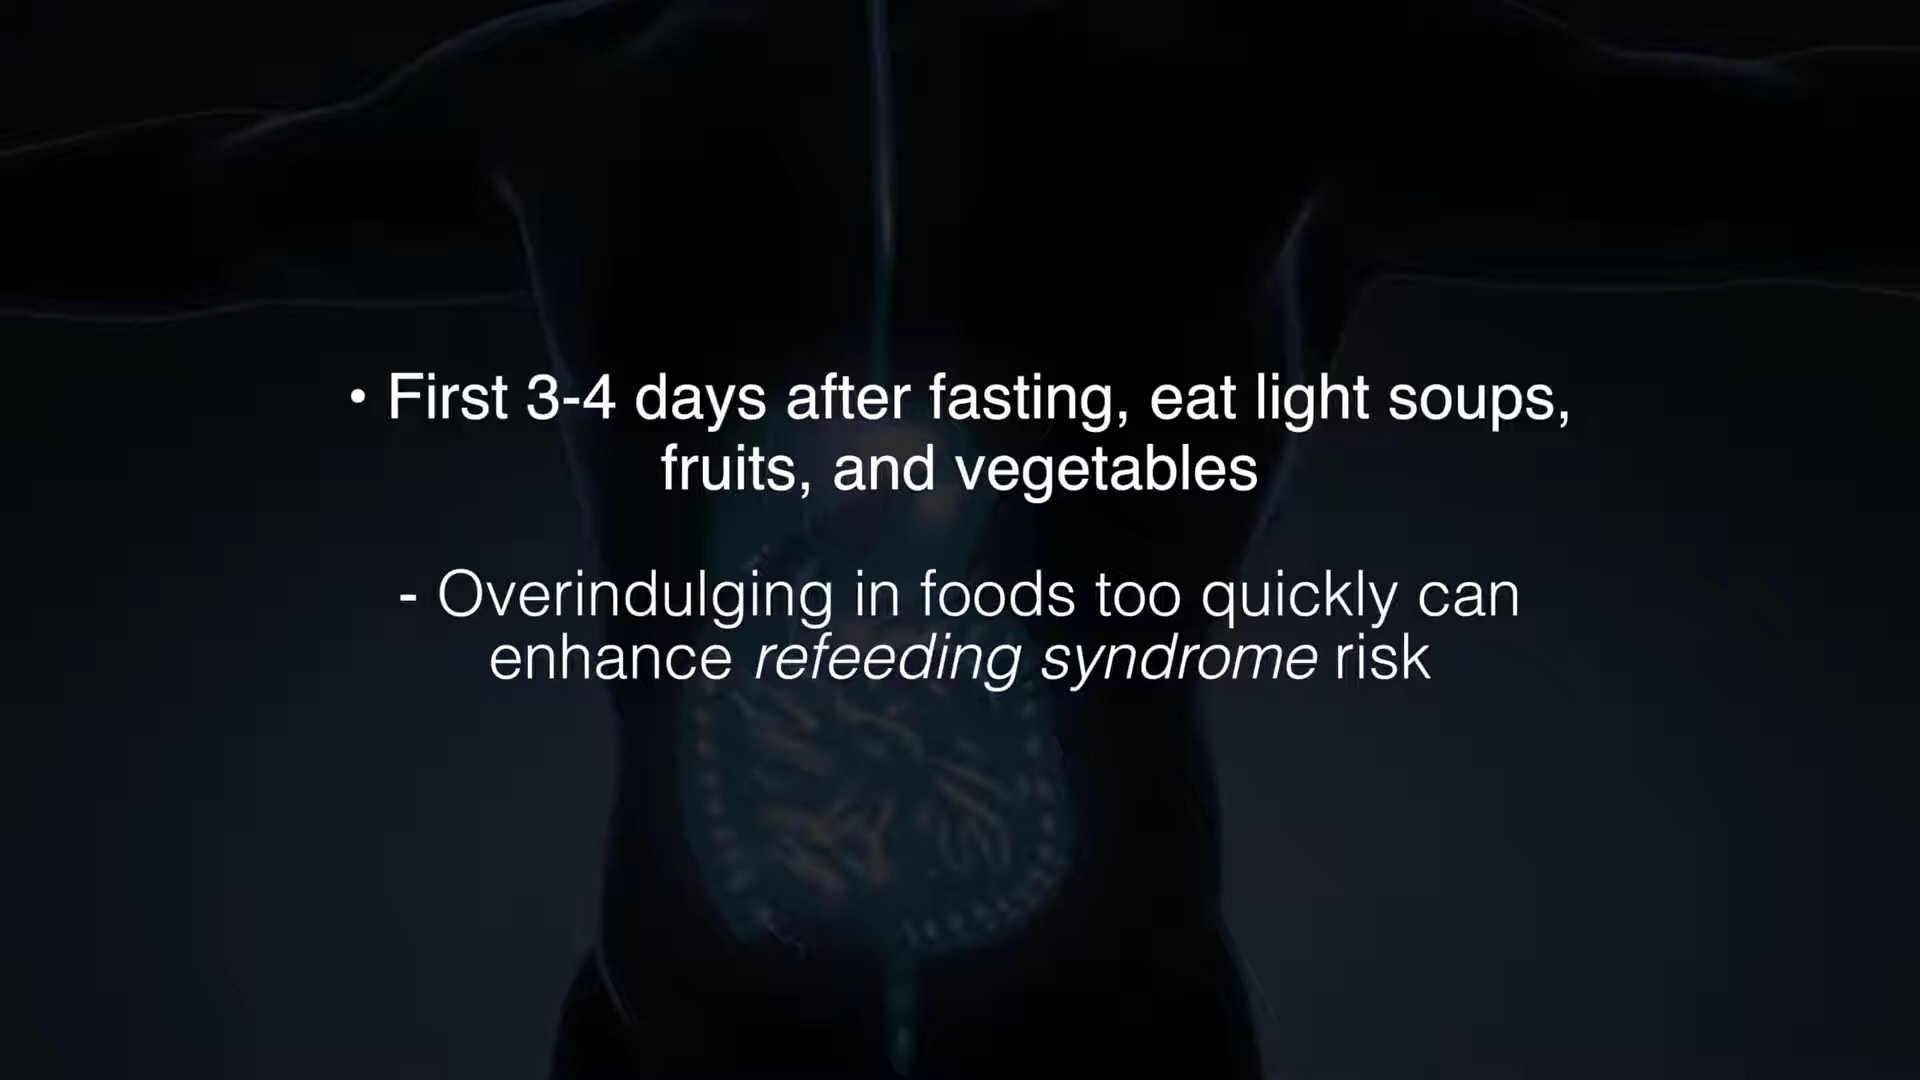 • First 3-4 days after fasting, eat light soups,
fruits, and vegetables
- Overindulging in foods too quickly can
enhance refeeding syndrome risk